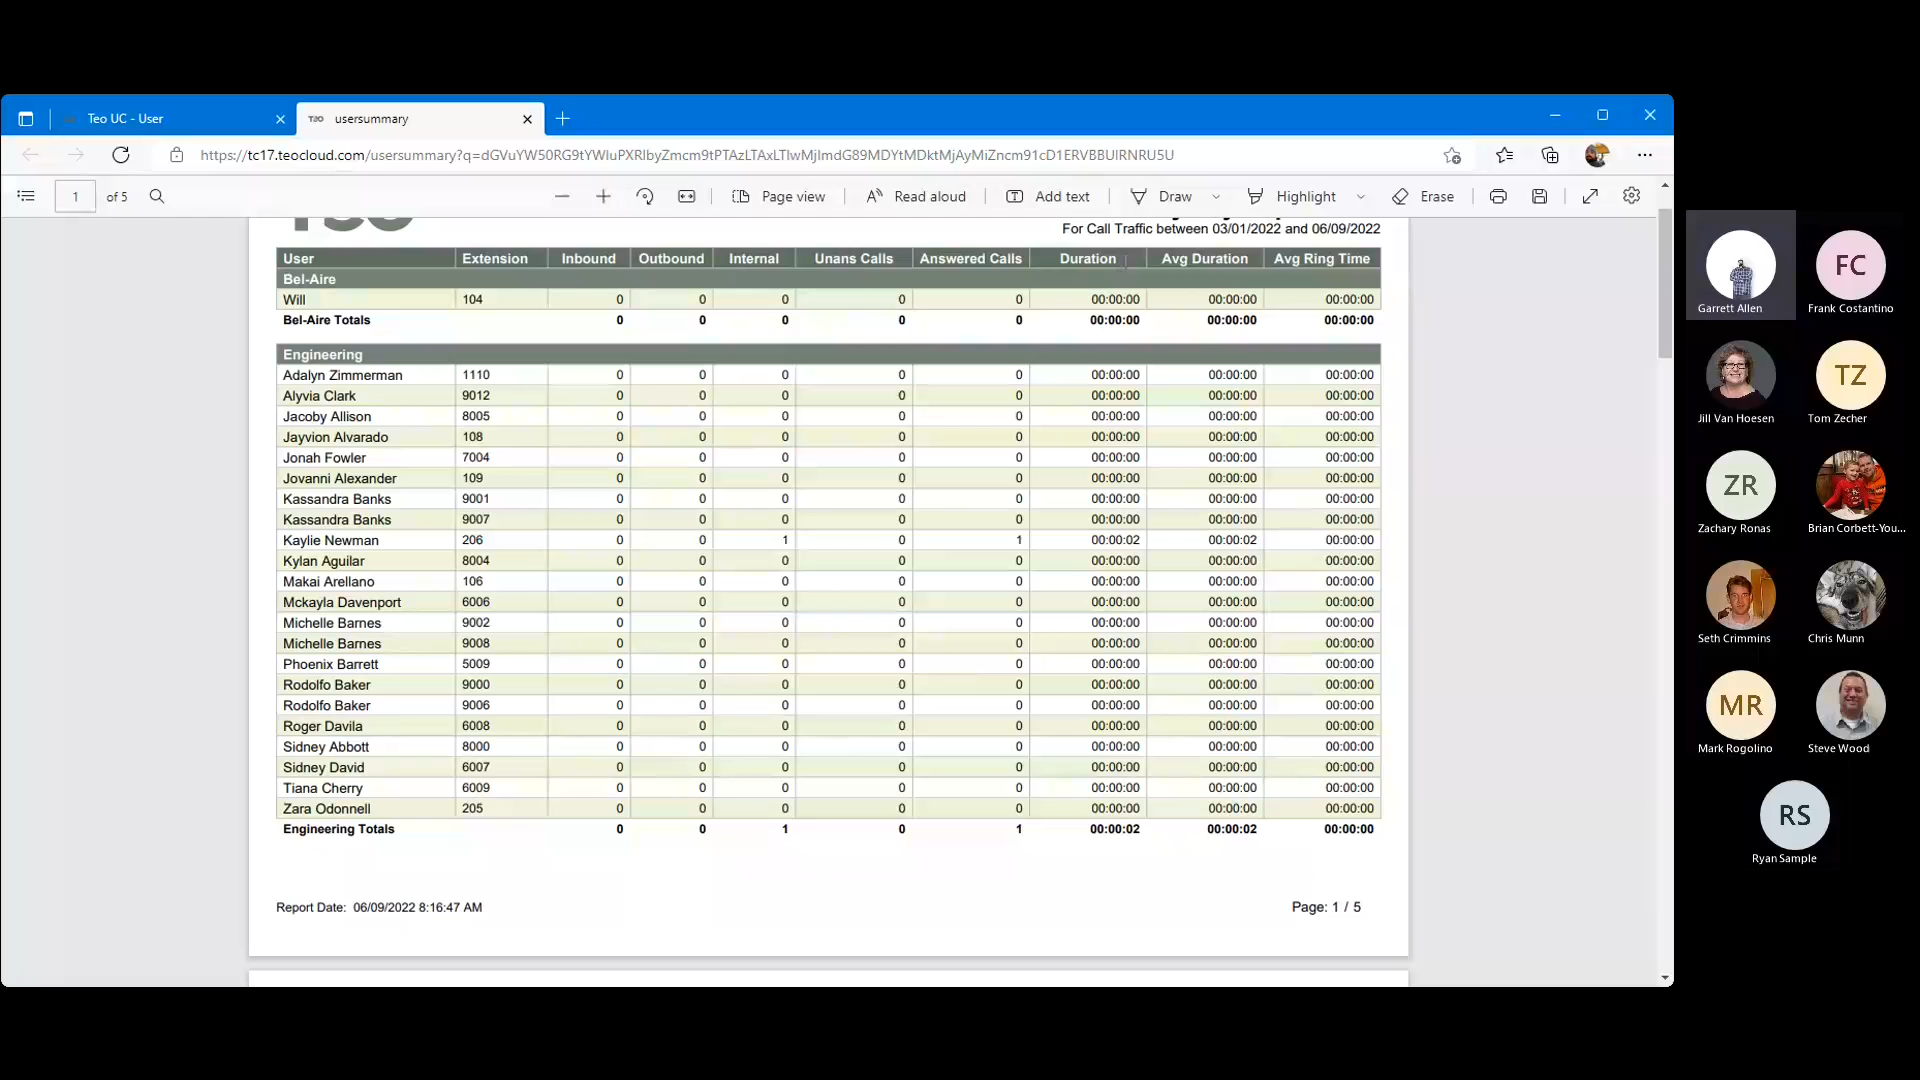 Teo UC - User
Teo usersummary
https://tc17.teocloud.com/usersummary?q=dGVuYW50RG9tYWluPXRlbyZmcm9tPTAzLTAxLTIwMjImdG89MDYtMDktMjAyMiZncm91cD1ERVBBUlRNRU5U
1 of 5 Page view Read aloud Add text Draw Highlight Erase
For Call Traffic between 03/01/2022 and 06/09/2022
User Extension Inbound Outbound Internal Unans Calls Answered Calls Duration Avg Duration Avg Ring Time
Bel-Aire
Will 104 0 0 0 0 0 00:00:00 00:00:00 00:00:00
Bel-Aire Totals 0 0 0 0 0 00:00:00 00:00:00 00:00:00
Engineering
Adalyn Zimmerman 1110 0 0 0 0 0 00:00:00 00:00:00 00:00:00
Alyvia Clark 9012 0 0 0 0 0 00:00:00 00:00:00 00:00:00
Jacoby Allison 8005 0 0 0 0 0 00:00:00 00:00:00 00:00:00
Jayvion Alvarado 108 0 0 0 0 0 00:00:00 00:00:00 00:00:00
Jonah Fowler 7004 0 0 0 0 0 00:00:00 00:00:00 00:00:00
Jovanni Alexander 109 0 0 0 0 0 00:00:00 00:00:00 00:00:00
Kassandra Banks 9001 0 0 0 0 0 00:00:00 00:00:00 00:00:00
Kassandra Banks 9007 0 0 0 0 0 00:00:00 00:00:00 00:00:00
Kaylie Newman 206 0 0 1 0 1 00:00:02 00:00:02 00:00:00
Kylan Aguilar 8004 0 0 0 0 0 00:00:00 00:00:00 00:00:00
Makai Arellano 106 0 0 0 0 0 00:00:00 00:00:00 00:00:00
Mckayla Davenport 6006 0 0 0 0 0 00:00:00 00:00:00 00:00:00
Michelle Barnes 9002 0 0 0 0 0 00:00:00 00:00:00 00:00:00
Michelle Barnes 9008 0 0 0 0 0 00:00:00 00:00:00 00:00:00
Phoenix Barrett 5009 0 0 0 0 0 00:00:00 00:00:00 00:00:00
Rodolfo Baker 9000 0 0 0 0 0 00:00:00 00:00:00 00:00:00
Rodolfo Baker 9006 0 0 0 0 0 00:00:00 00:00:00 00:00:00
Roger Davila 6008 0 0 0 0 0 00:00:00 00:00:00 00:00:00
Sidney Abbott 8000 0 0 0 0 0 00:00:00 00:00:00 00:00:00
Sidney David 6007 0 0 0 0 0 00:00:00 00:00:00 00:00:00
Tiana Cherry 6009 0 0 0 0 0 00:00:00 00:00:00 00:00:00
Zara Odonnell 205 0 0 0 0 0 00:00:00 00:00:00 00:00:00
Engineering Totals 0 0 1 0 1 00:00:02 00:00:02 00:00:00
Report Date: 06/09/2022 8:16:47 AM
Page: 1 / 5
FC
Garrett Allen Frank Costantino
TZ
Jill Van Hoesen Tom Zecher
ZR
Zachary Ronas Brian Corbett-You...
Seth Crimmins Chris Munn
MR
Mark Rogolino Steve Wood
RS
Ryan Sample